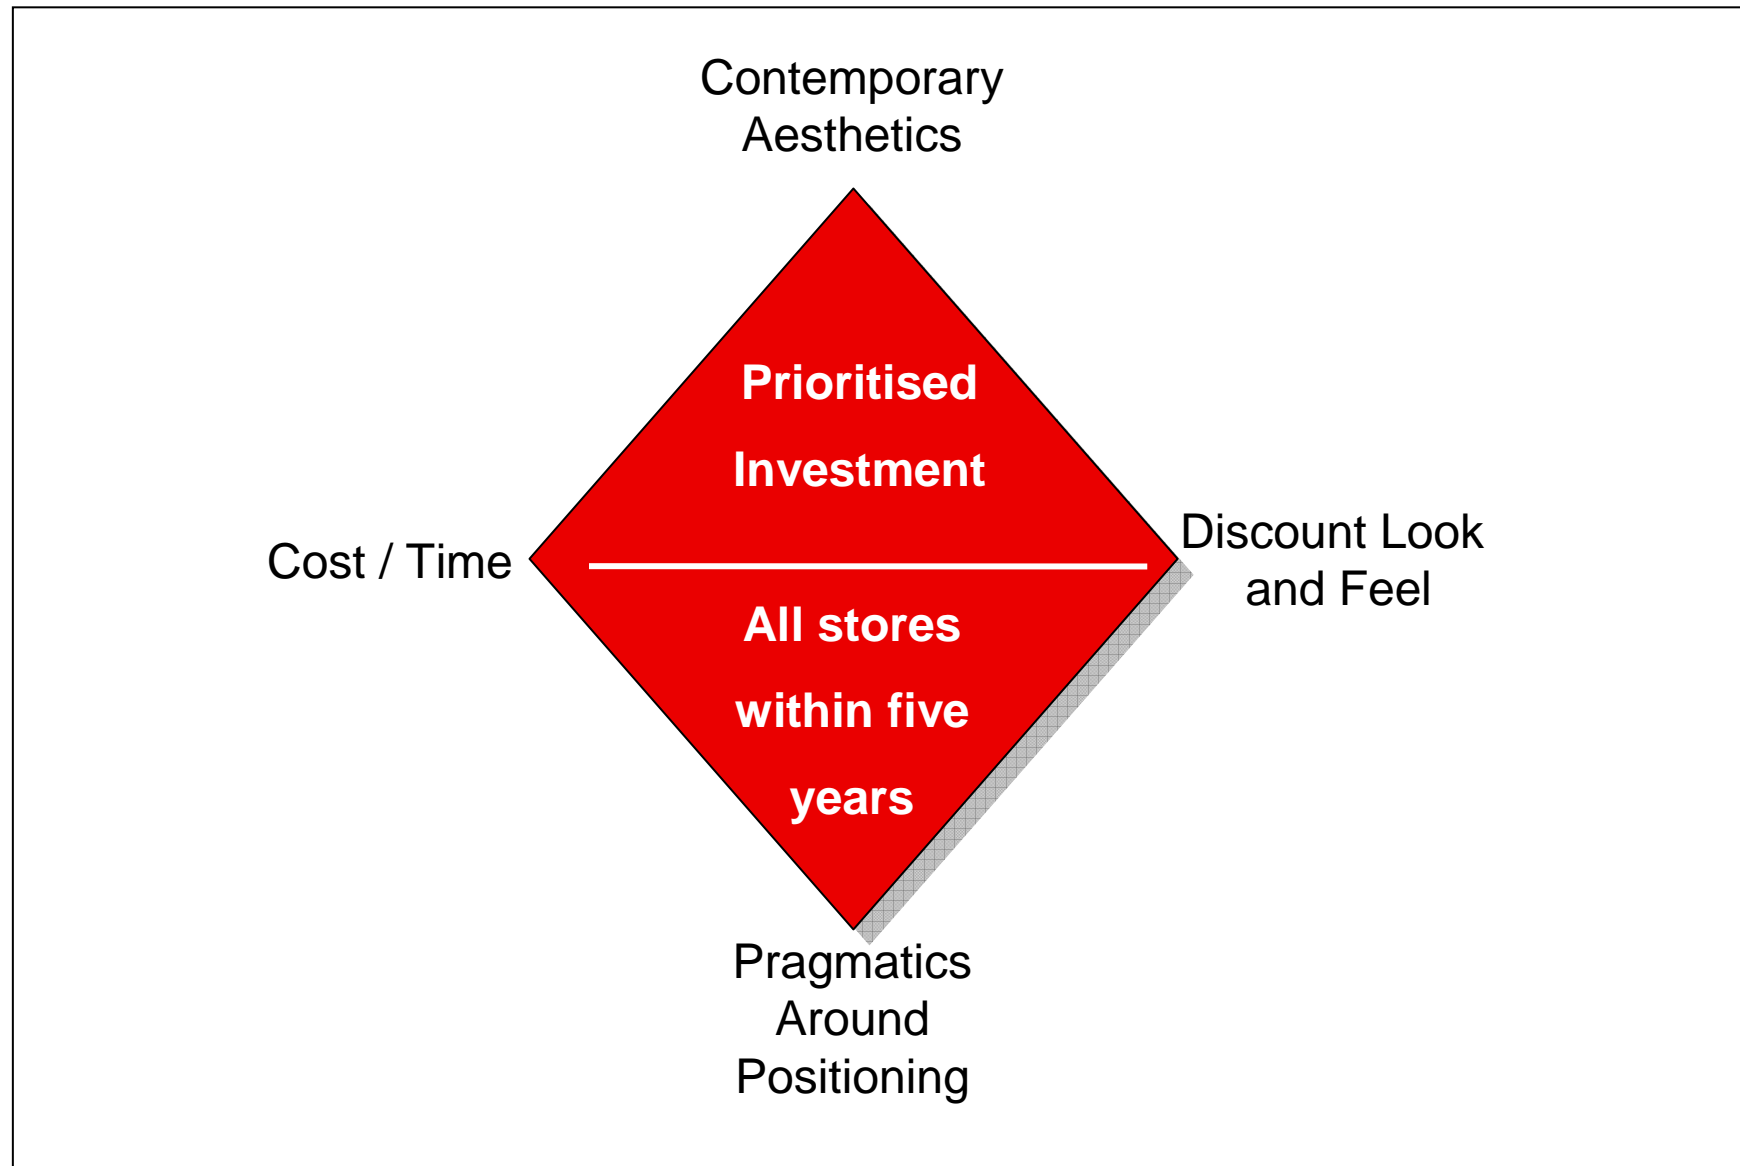 Contemporary
Aesthetics
Prioritised
Investment
Cost / Time
Discount Look
and Feel
All stores
within five
years
Pragmatics
Around
Positioning